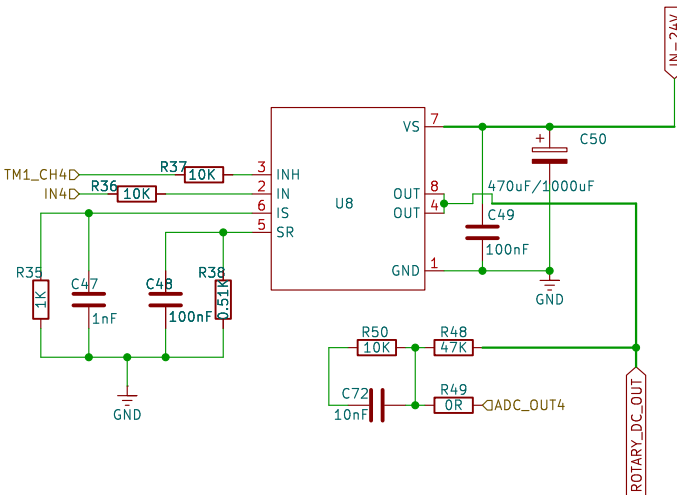 IN_24V
VS 7
C50
+
470uF/1000uF
TM1_CH4
R37
10K
3 INH
IN4
R36
10K
2 IN
6 IS
5 SR
U8
OUT 8
OUT 4
C49
100nF
GND 1
GND
R35
1K
C47
1nF
C48
100nF
R38
0.51K
GND
R50
10K
R48
47K
C72
10nF
R49
0R
ADC_OUT4
ROTARY_DC_OUT